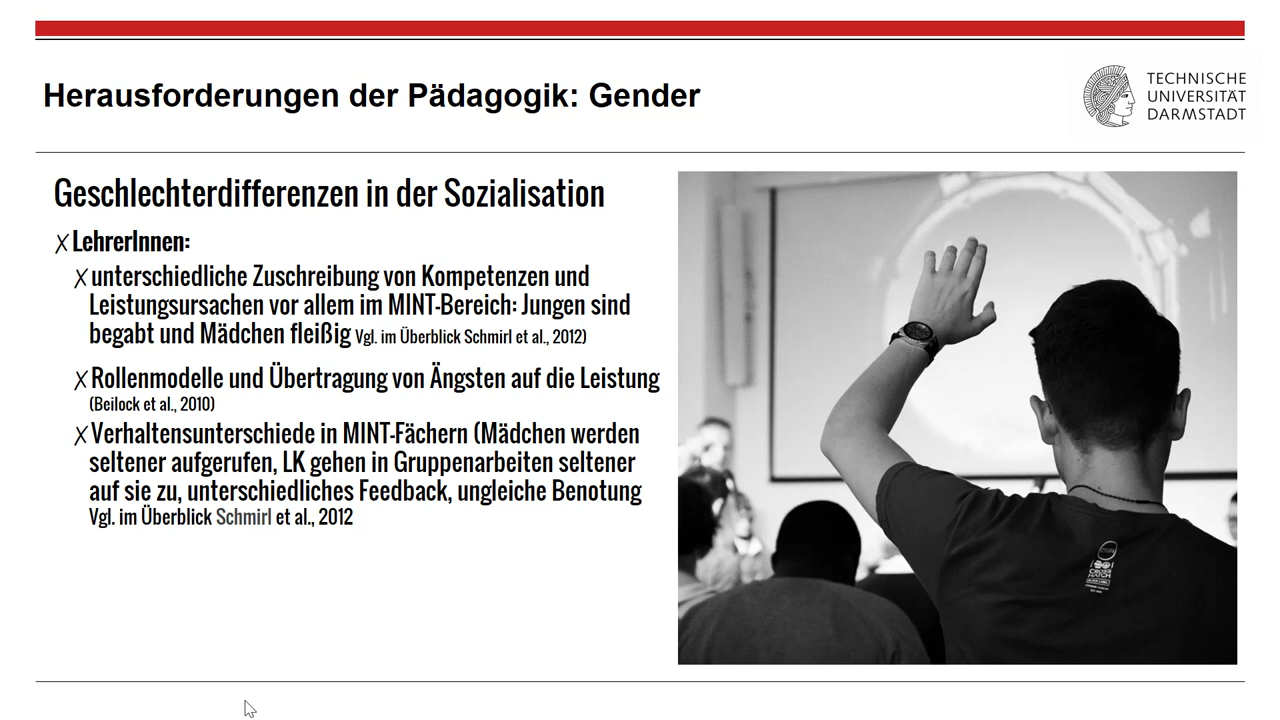 Herausforderungen der Pädagogik: Gender
TECHNISCHE
UNIVERSITÄT
DARMSTADT
Geschlechterdifferenzen in der Sozialisation
LehrerInnen:
unterschiedliche Zuschreibung von Kompetenzen und
Leistungsursachen vor allem im MINT-Bereich: Jungen sind
begabt und Mädchen fleißig Vgl. im Überblick Schmirl et al., 2012)
Rollenmodelle und Übertragung von Ängsten auf die Leistung
(Beilock et al., 2010)
Verhaltensunterschiede in MINT-Fächern (Mädchen werden
seltener aufgerufen, LK gehen in Gruppenarbeiten seltener
auf sie zu, unterschiedliches Feedback, ungleiche Benotung
Vgl. im Überblick Schmirl et al., 2012